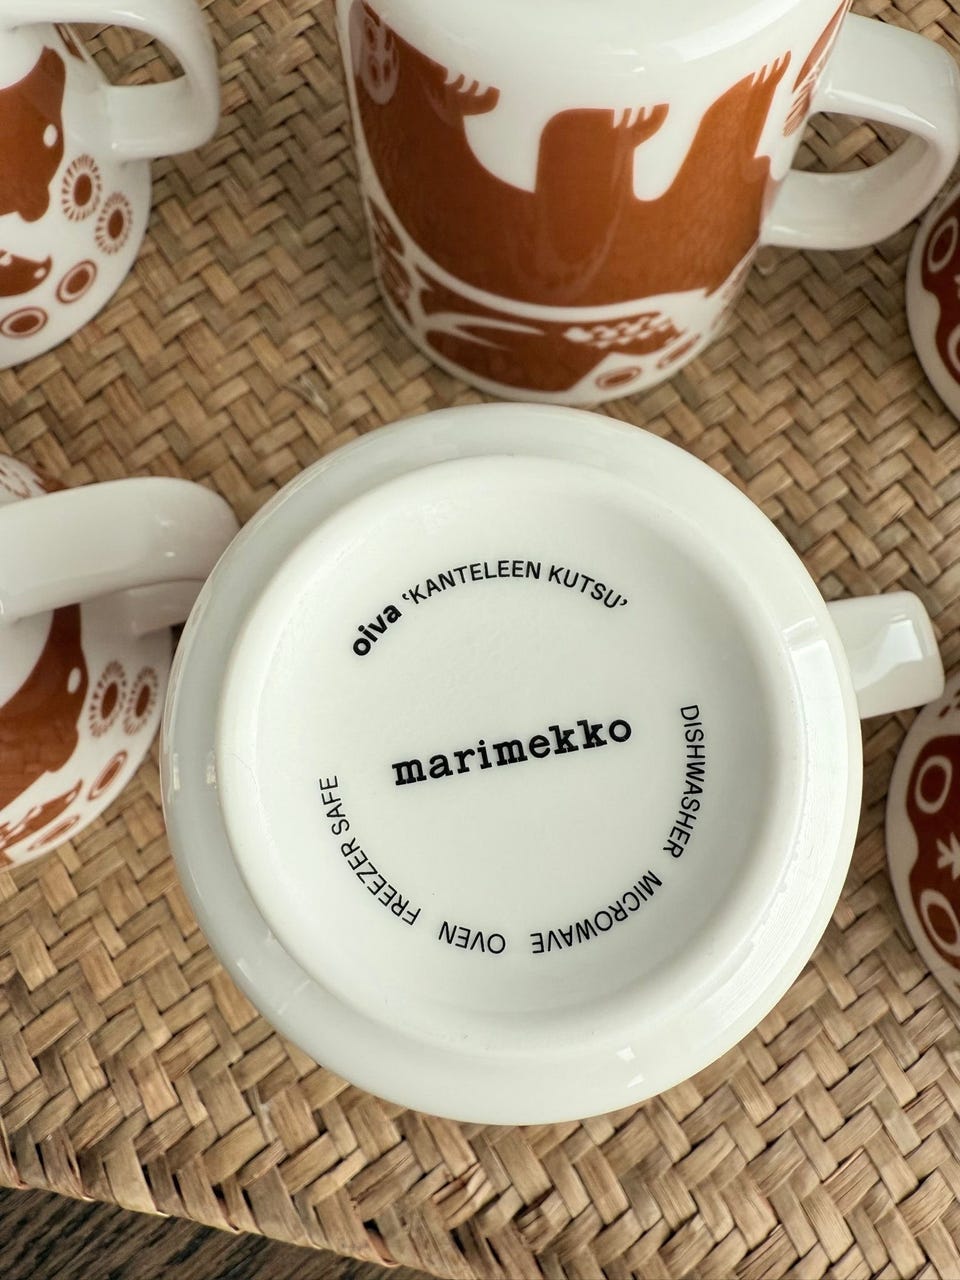 oiva ‘KANTELEEN KUTSU’
marimekko
DISHWASHER MICROWAVE OVEN FREEZER SAFE